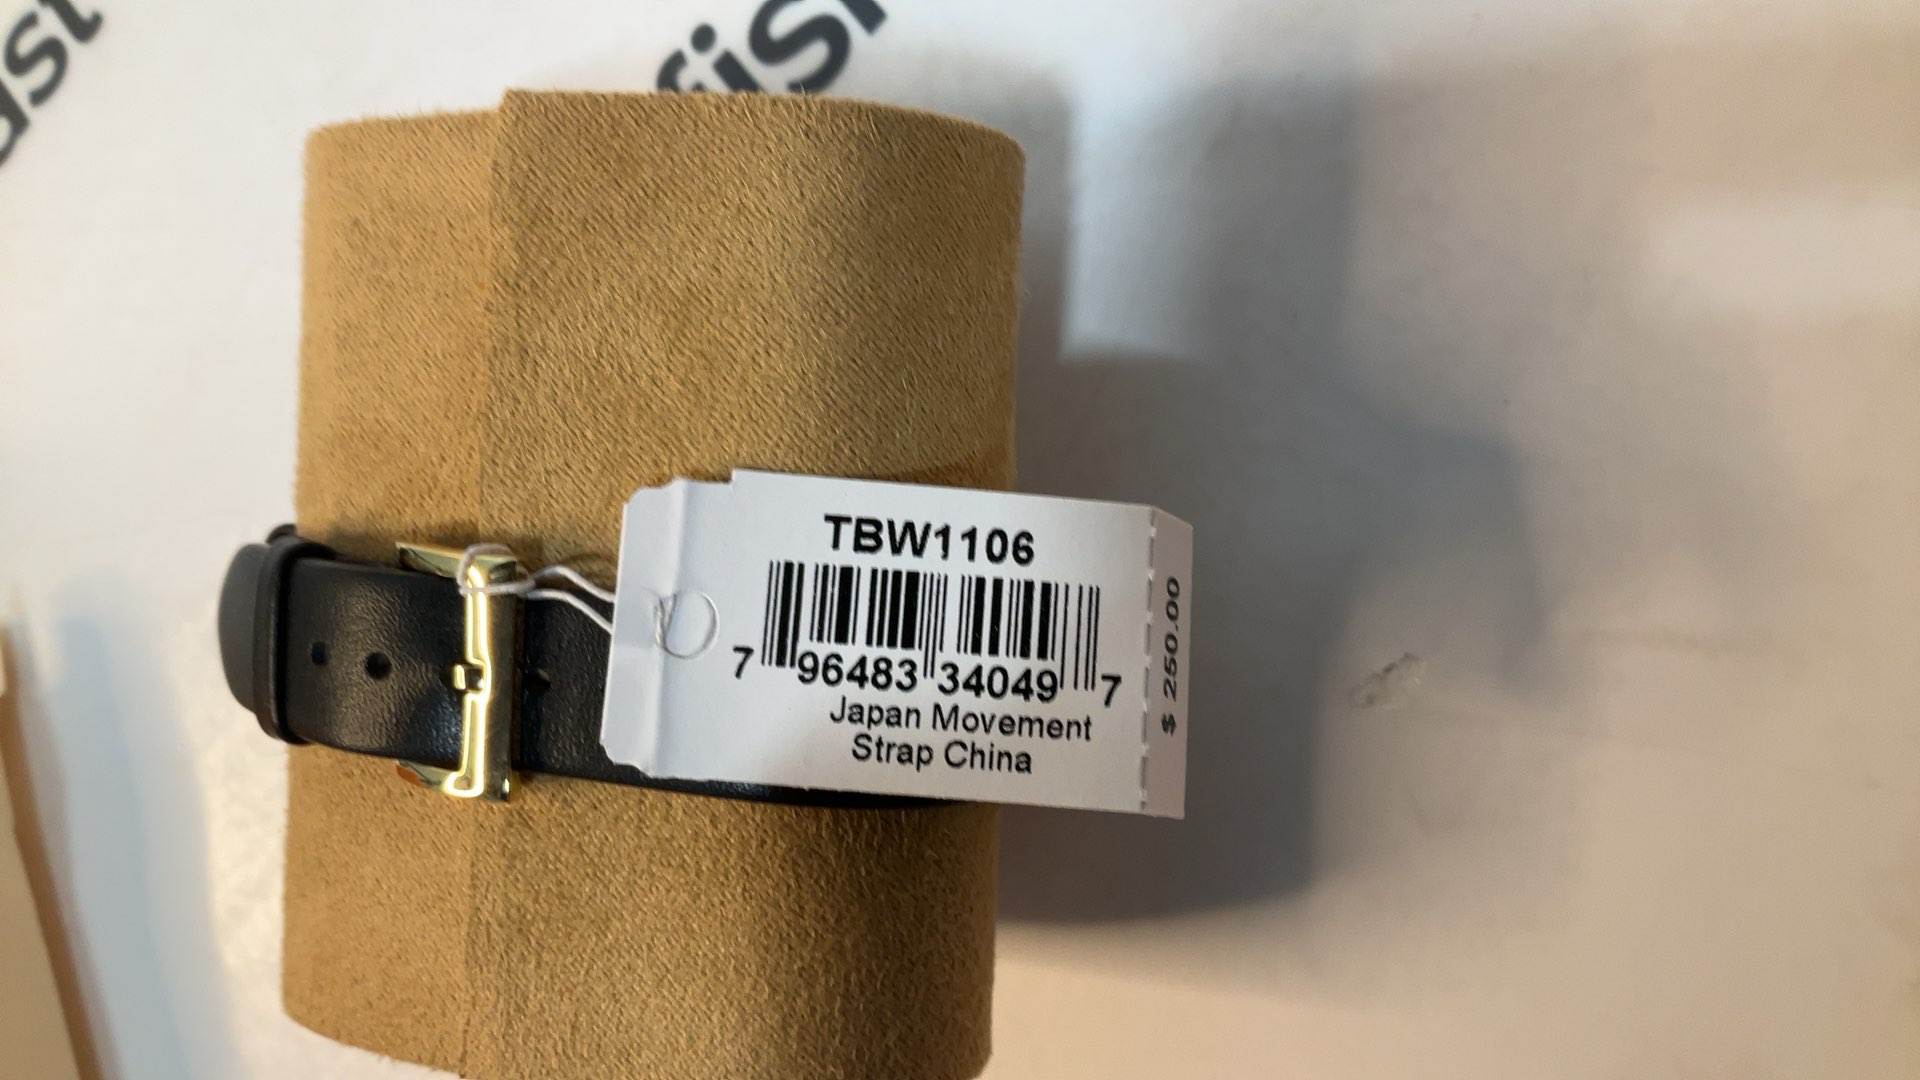 TBW1106
7 96483 34049 7
Japan Movement
Strap China
$ 250.00